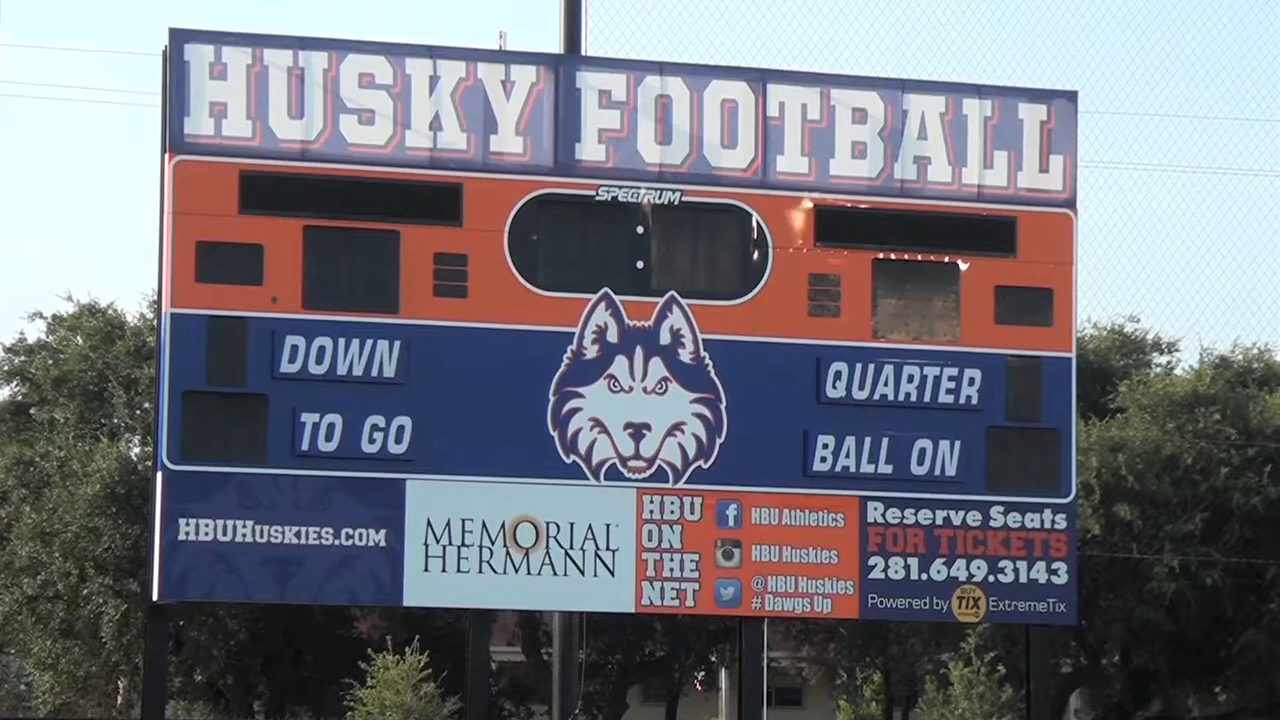 HUSKY FOOTBALL
SPECTRUM
DOWN
QUARTER
TO GO
BALL ON
HBUHUSKIES.COM
MEMORIAL
HERMANN
HBU
ON
THE
NET
HBU Athletics
HBU Huskies
@HBU Huskies
# Dawgs Up
Reserve Seats
FOR TICKETS
281.649.3143
Powered by BUY TIX ExtremeTix